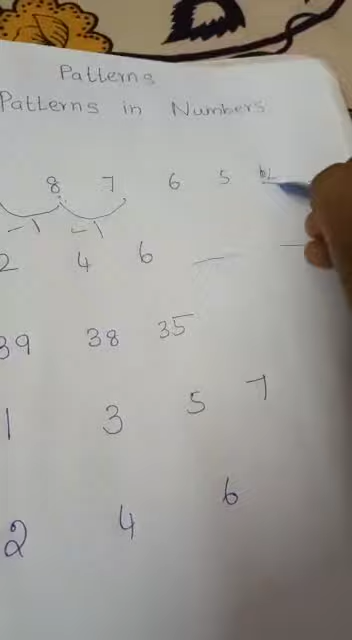 Patterns
Patterns in Numbers
8 7 6 5
-1 -1
2 4 6
39 38 35
1 3 5 7
2 4 6